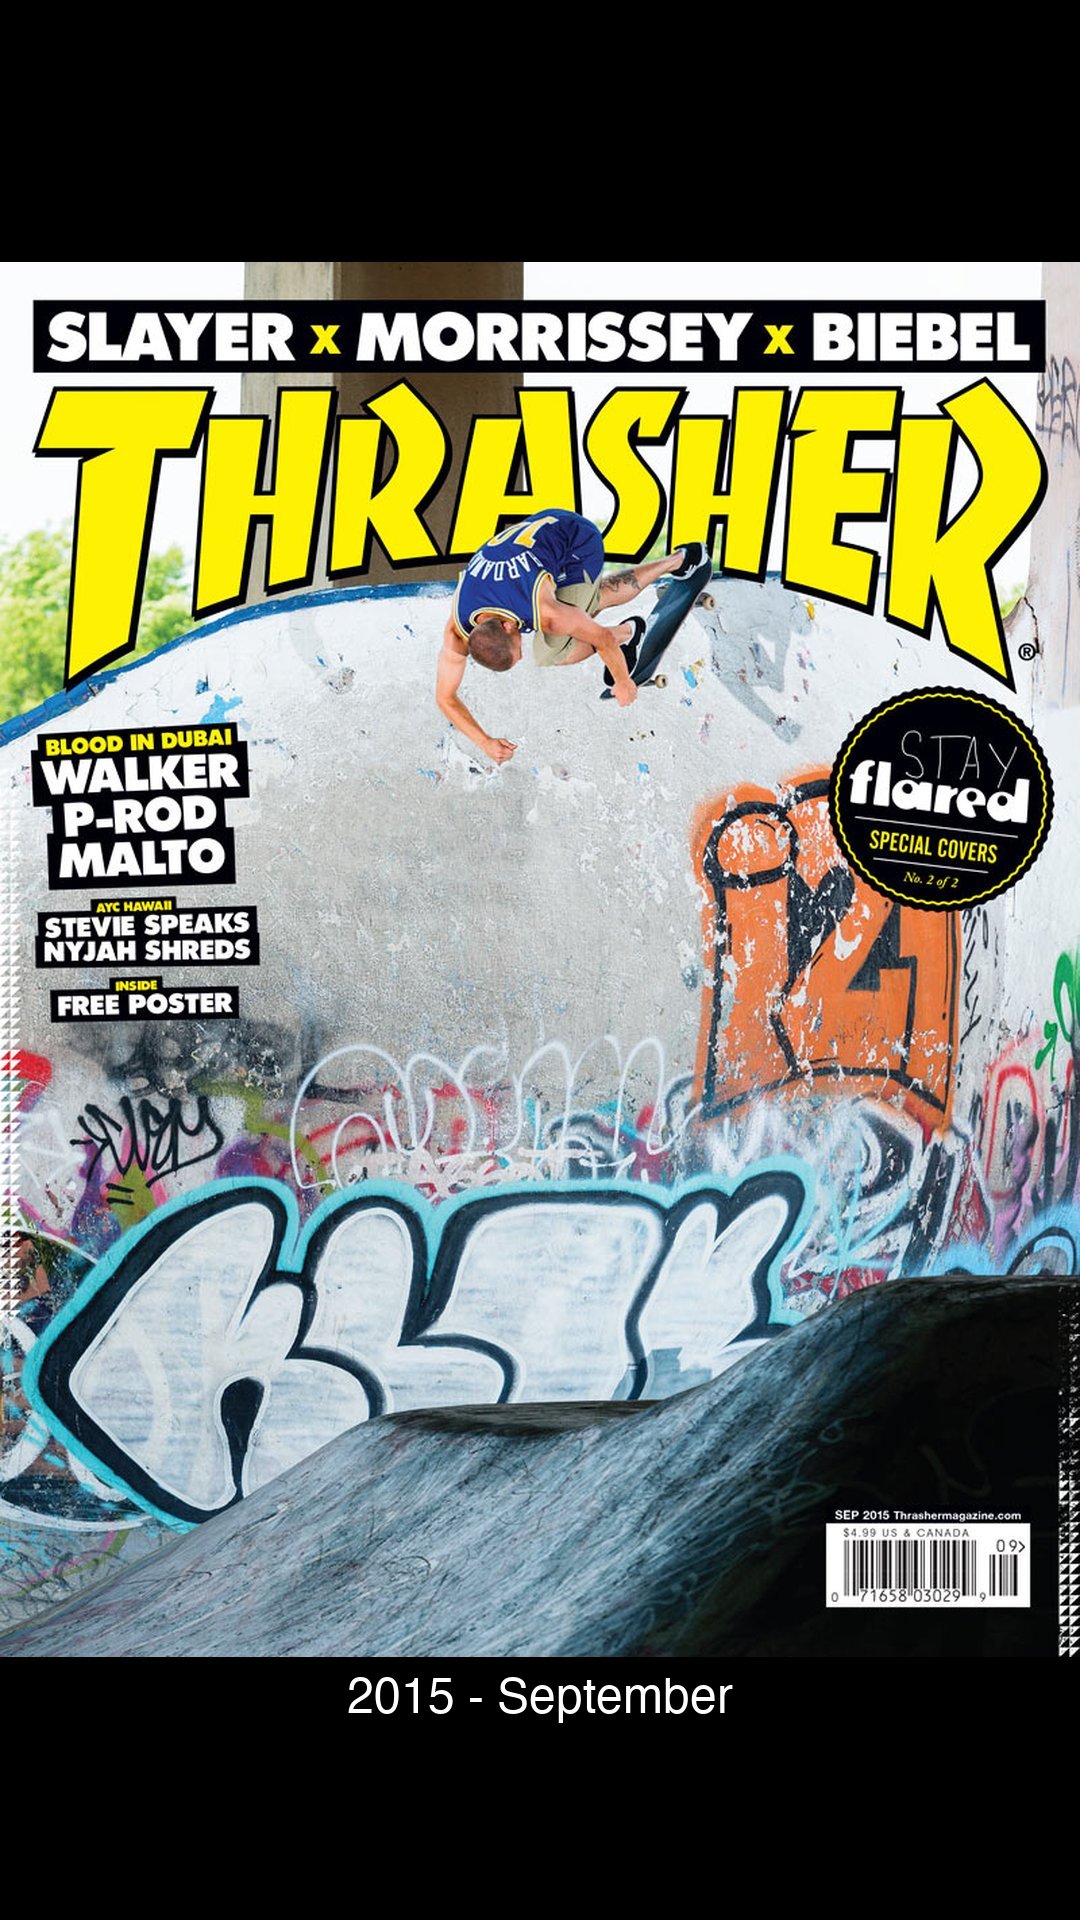 SLAYER x MORRISSEY x BIEBEL
THRASHER®
HARDAWAY
10
BLOOD IN DUBAI
WALKER
P-ROD
MALTO
AYC HAWAII
STEVIE SPEAKS
NYJAH SHREDS
INSIDE
FREE POSTER
STAY
flared
SPECIAL COVERS
No. 2 of 2
SEP 2015 Thrashermagazine.com
$4.99 US & CANADA
09>
0 71658 03029 9
2015 - September